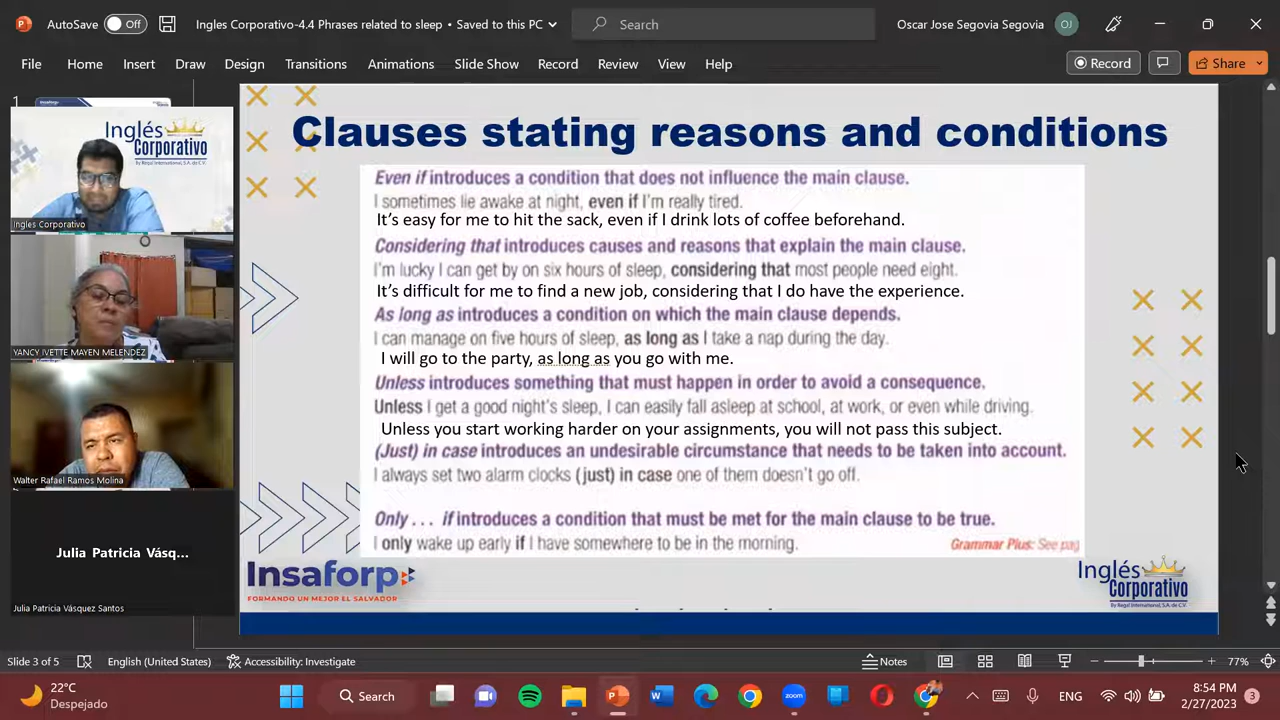 AutoSave Off Ingles Corporativo-4.4 Phrases related to sleep • Saved to this PC Search Oscar Jose Segovia Segovia OJ
File Home Insert Draw Design Transitions Animations Slide Show Record Review View Help Record Share
1
Inglés
Corporativo
By Regal International, S.A. de C.V.
Ingles Corporativo
YANCY IVETTE MAYEN MELENDEZ
Walter Rafael Ramos Molina
Julia Patricia Vásq...
Julia Patricia Vásquez Santos
Clauses stating reasons and conditions
Even if introduces a condition that does not influence the main clause.
I sometimes lie awake at night, even if I'm really tired.
It's easy for me to hit the sack, even if I drink lots of coffee beforehand.
Considering that introduces causes and reasons that explain the main clause.
I'm lucky I can get by on six hours of sleep, considering that most people need eight.
It's difficult for me to find a new job, considering that I do have the experience.
As long as introduces a condition on which the main clause depends.
I can manage on five hours of sleep, as long as I take a nap during the day.
I will go to the party, as long as you go with me.
Unless introduces something that must happen in order to avoid a consequence.
Unless I get a good night's sleep, I can easily fall asleep at school, at work, or even while driving.
Unless you start working harder on your assignments, you will not pass this subject.
(Just) in case introduces an undesirable circumstance that needs to be taken into account.
I always set two alarm clocks (just) in case one of them doesn't go off.
Only . . . if introduces a condition that must be met for the main clause to be true.
I only wake up early if I have somewhere to be in the morning.
Grammar Plus: See pag
Insaforp
FORMANDO UN MEJOR EL SALVADOR
Inglés
Corporativo
By Regal International, S.A. de C.V.
Slide 3 of 5 English (United States) Accessibility: Investigate Notes 77%
22°C
Despejado
Search
zoom
ENG
8:54 PM
2/27/2023
3